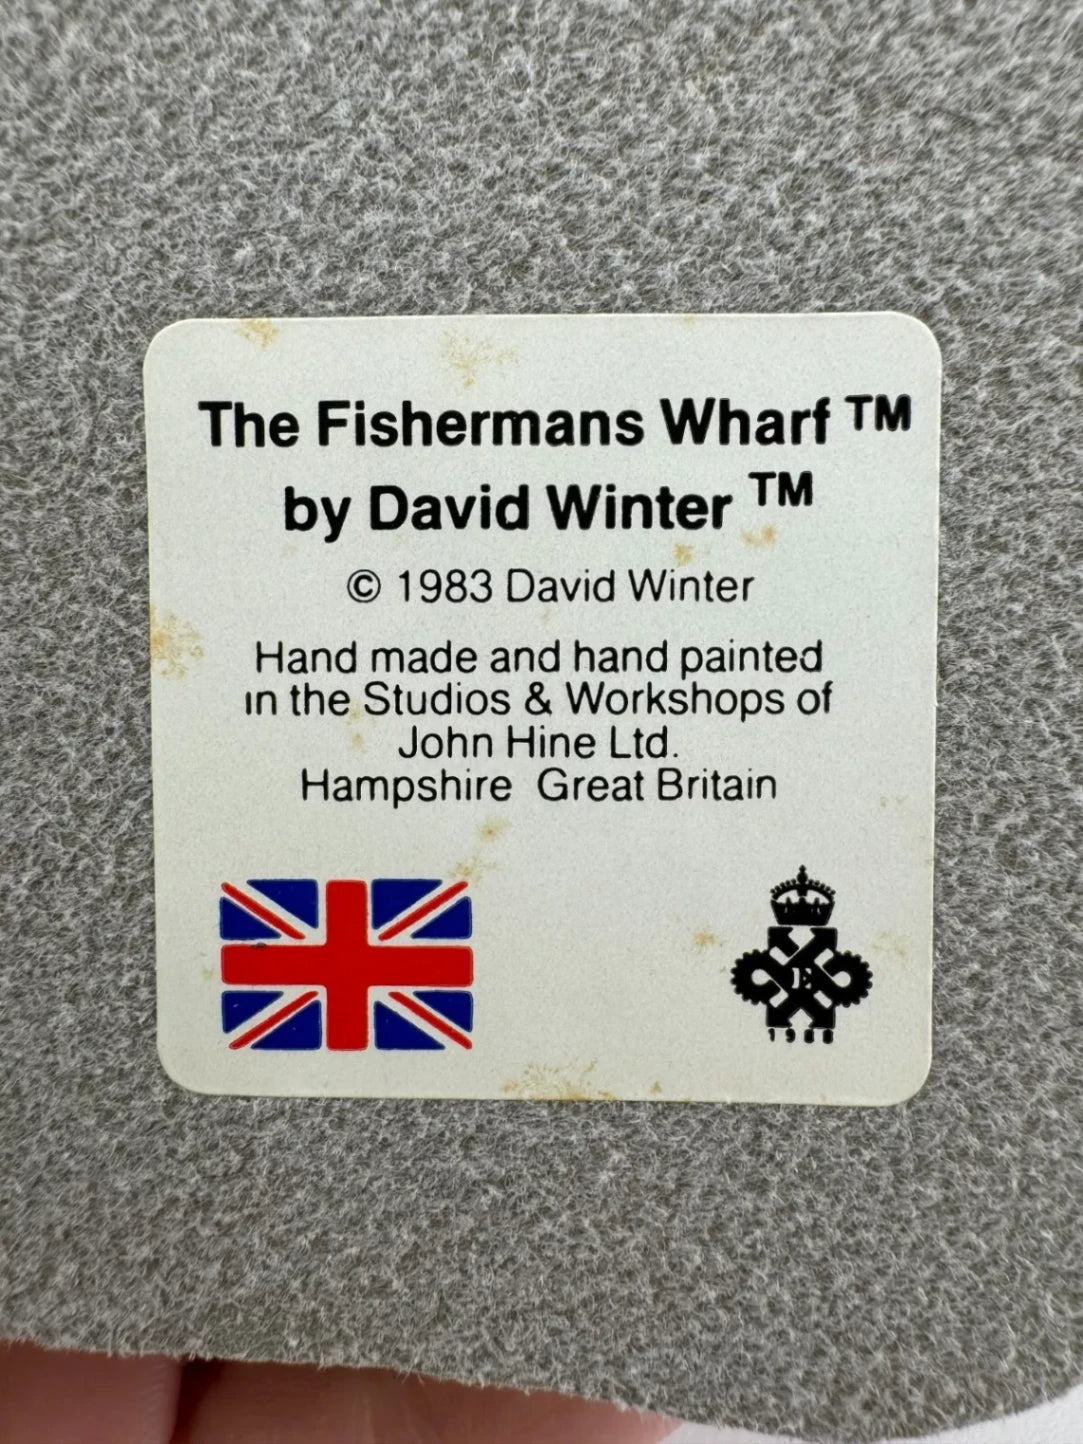 The Fishermans Wharf ™
by David Winter ™
© 1983 David Winter
Hand made and hand painted
in the Studios & Workshops of
John Hine Ltd.
Hampshire Great Britain
E
1988